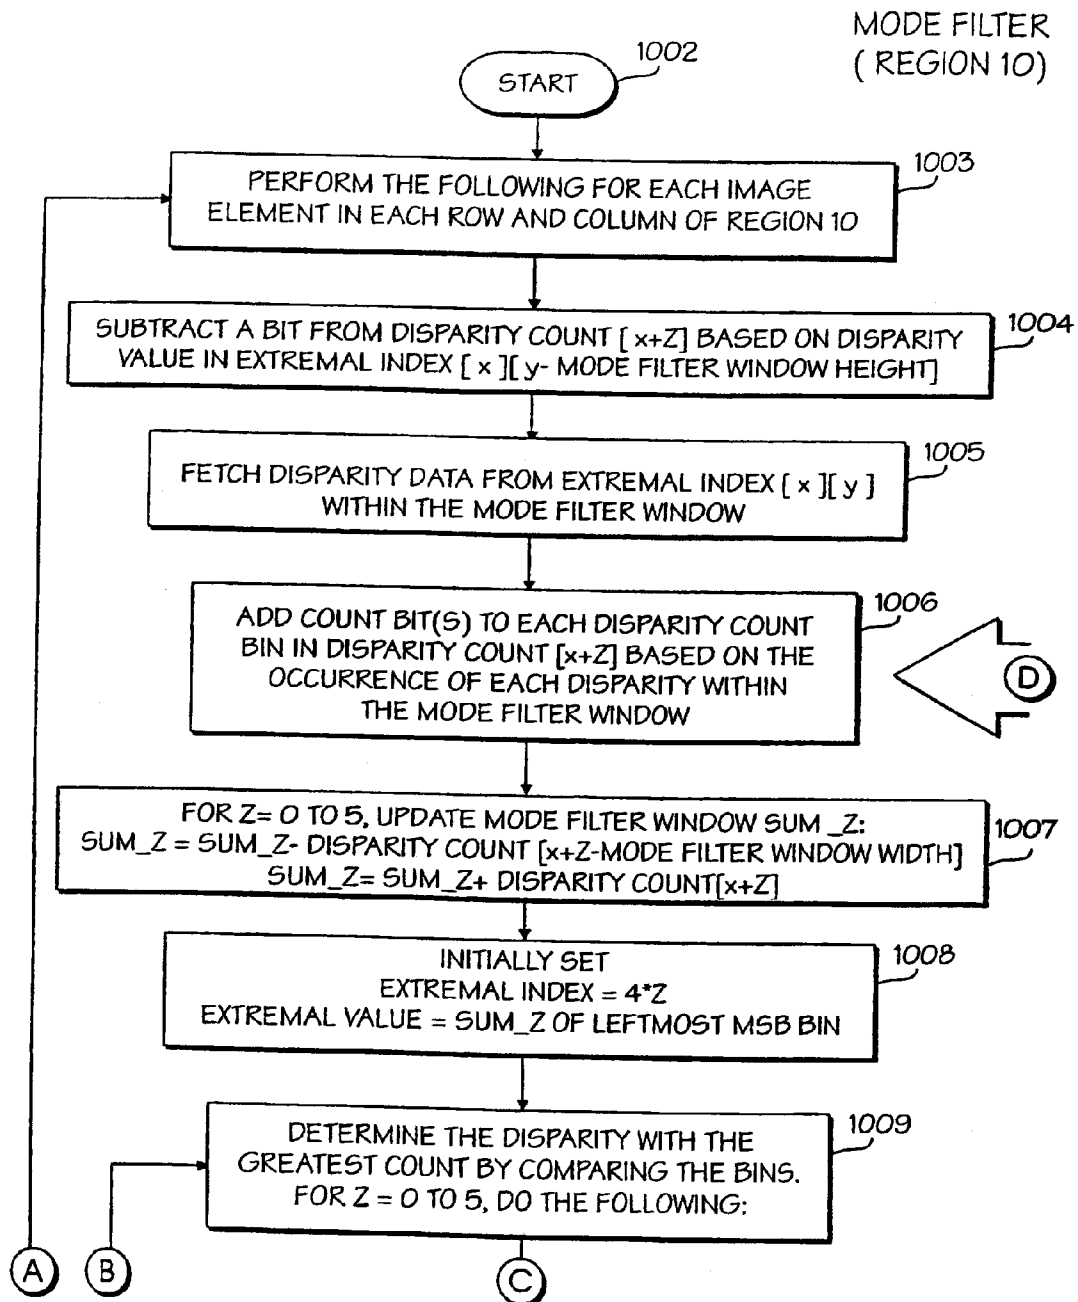 MODE FILTER
( REGION 10)
1002
START
1003
PERFORM THE FOLLOWING FOR EACH IMAGE
ELEMENT IN EACH ROW AND COLUMN OF REGION 10
1004
SUBTRACT A BIT FROM DISPARITY COUNT [ x+Z] BASED ON DISPARITY
VALUE IN EXTREMAL INDEX [ x ][ y- MODE FILTER WINDOW HEIGHT]
1005
FETCH DISPARITY DATA FROM EXTREMAL INDEX [ x ][ y ]
WITHIN THE MODE FILTER WINDOW
1006
ADD COUNT BIT(S) TO EACH DISPARITY COUNT
BIN IN DISPARITY COUNT [x+Z] BASED ON THE
OCCURRENCE OF EACH DISPARITY WITHIN
THE MODE FILTER WINDOW
D
1007
FOR Z= 0 TO 5, UPDATE MODE FILTER WINDOW SUM _Z:
SUM_Z = SUM_Z- DISPARITY COUNT [x+Z-MODE FILTER WINDOW WIDTH]
SUM_Z= SUM_Z+ DISPARITY COUNT[x+Z]
1008
INITIALLY SET
EXTREMAL INDEX = 4*Z
EXTREMAL VALUE = SUM_Z OF LEFTMOST MSB BIN
1009
DETERMINE THE DISPARITY WITH THE
GREATEST COUNT BY COMPARING THE BINS.
FOR Z = 0 TO 5, DO THE FOLLOWING:
A
B
C